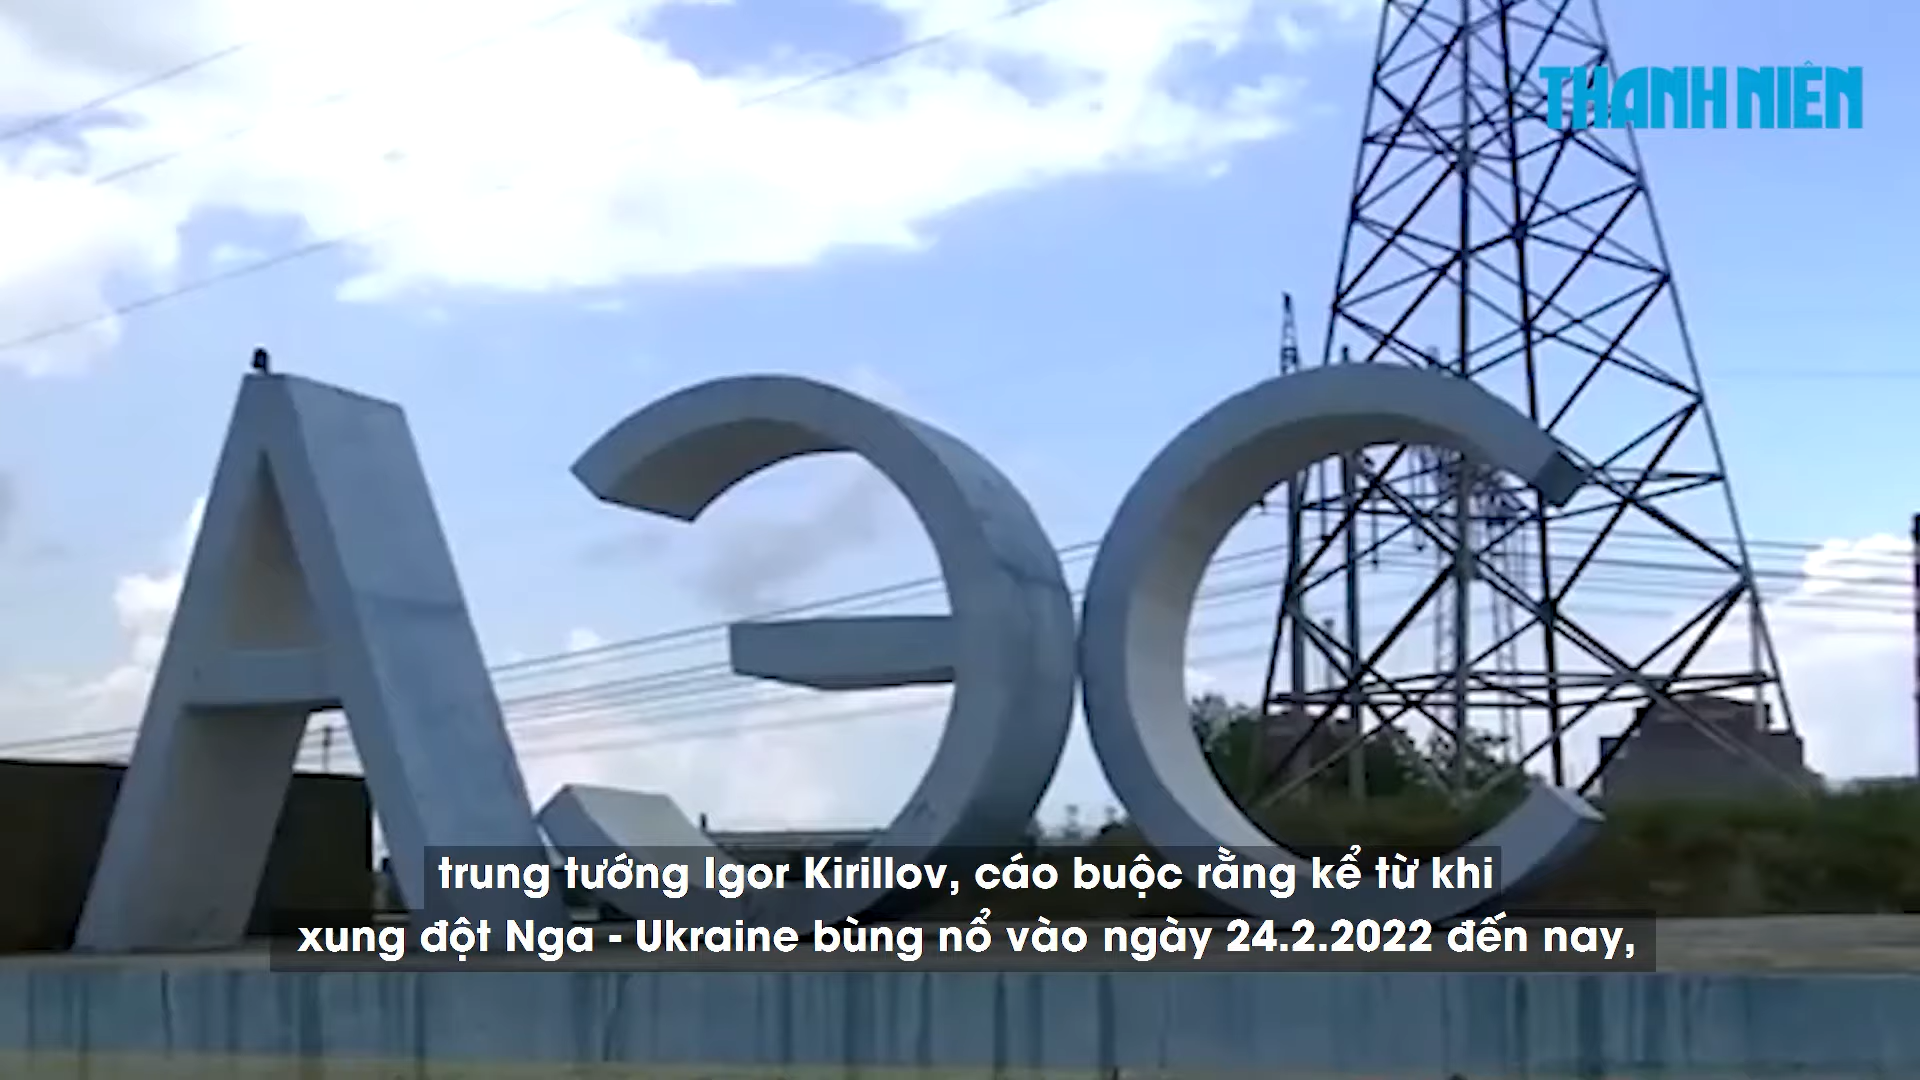 THANH NIÊN
АЭС
trung tướng Igor Kirillov, cáo buộc rằng kể từ khi
xung đột Nga - Ukraine bùng nổ vào ngày 24.2.2022 đến nay,